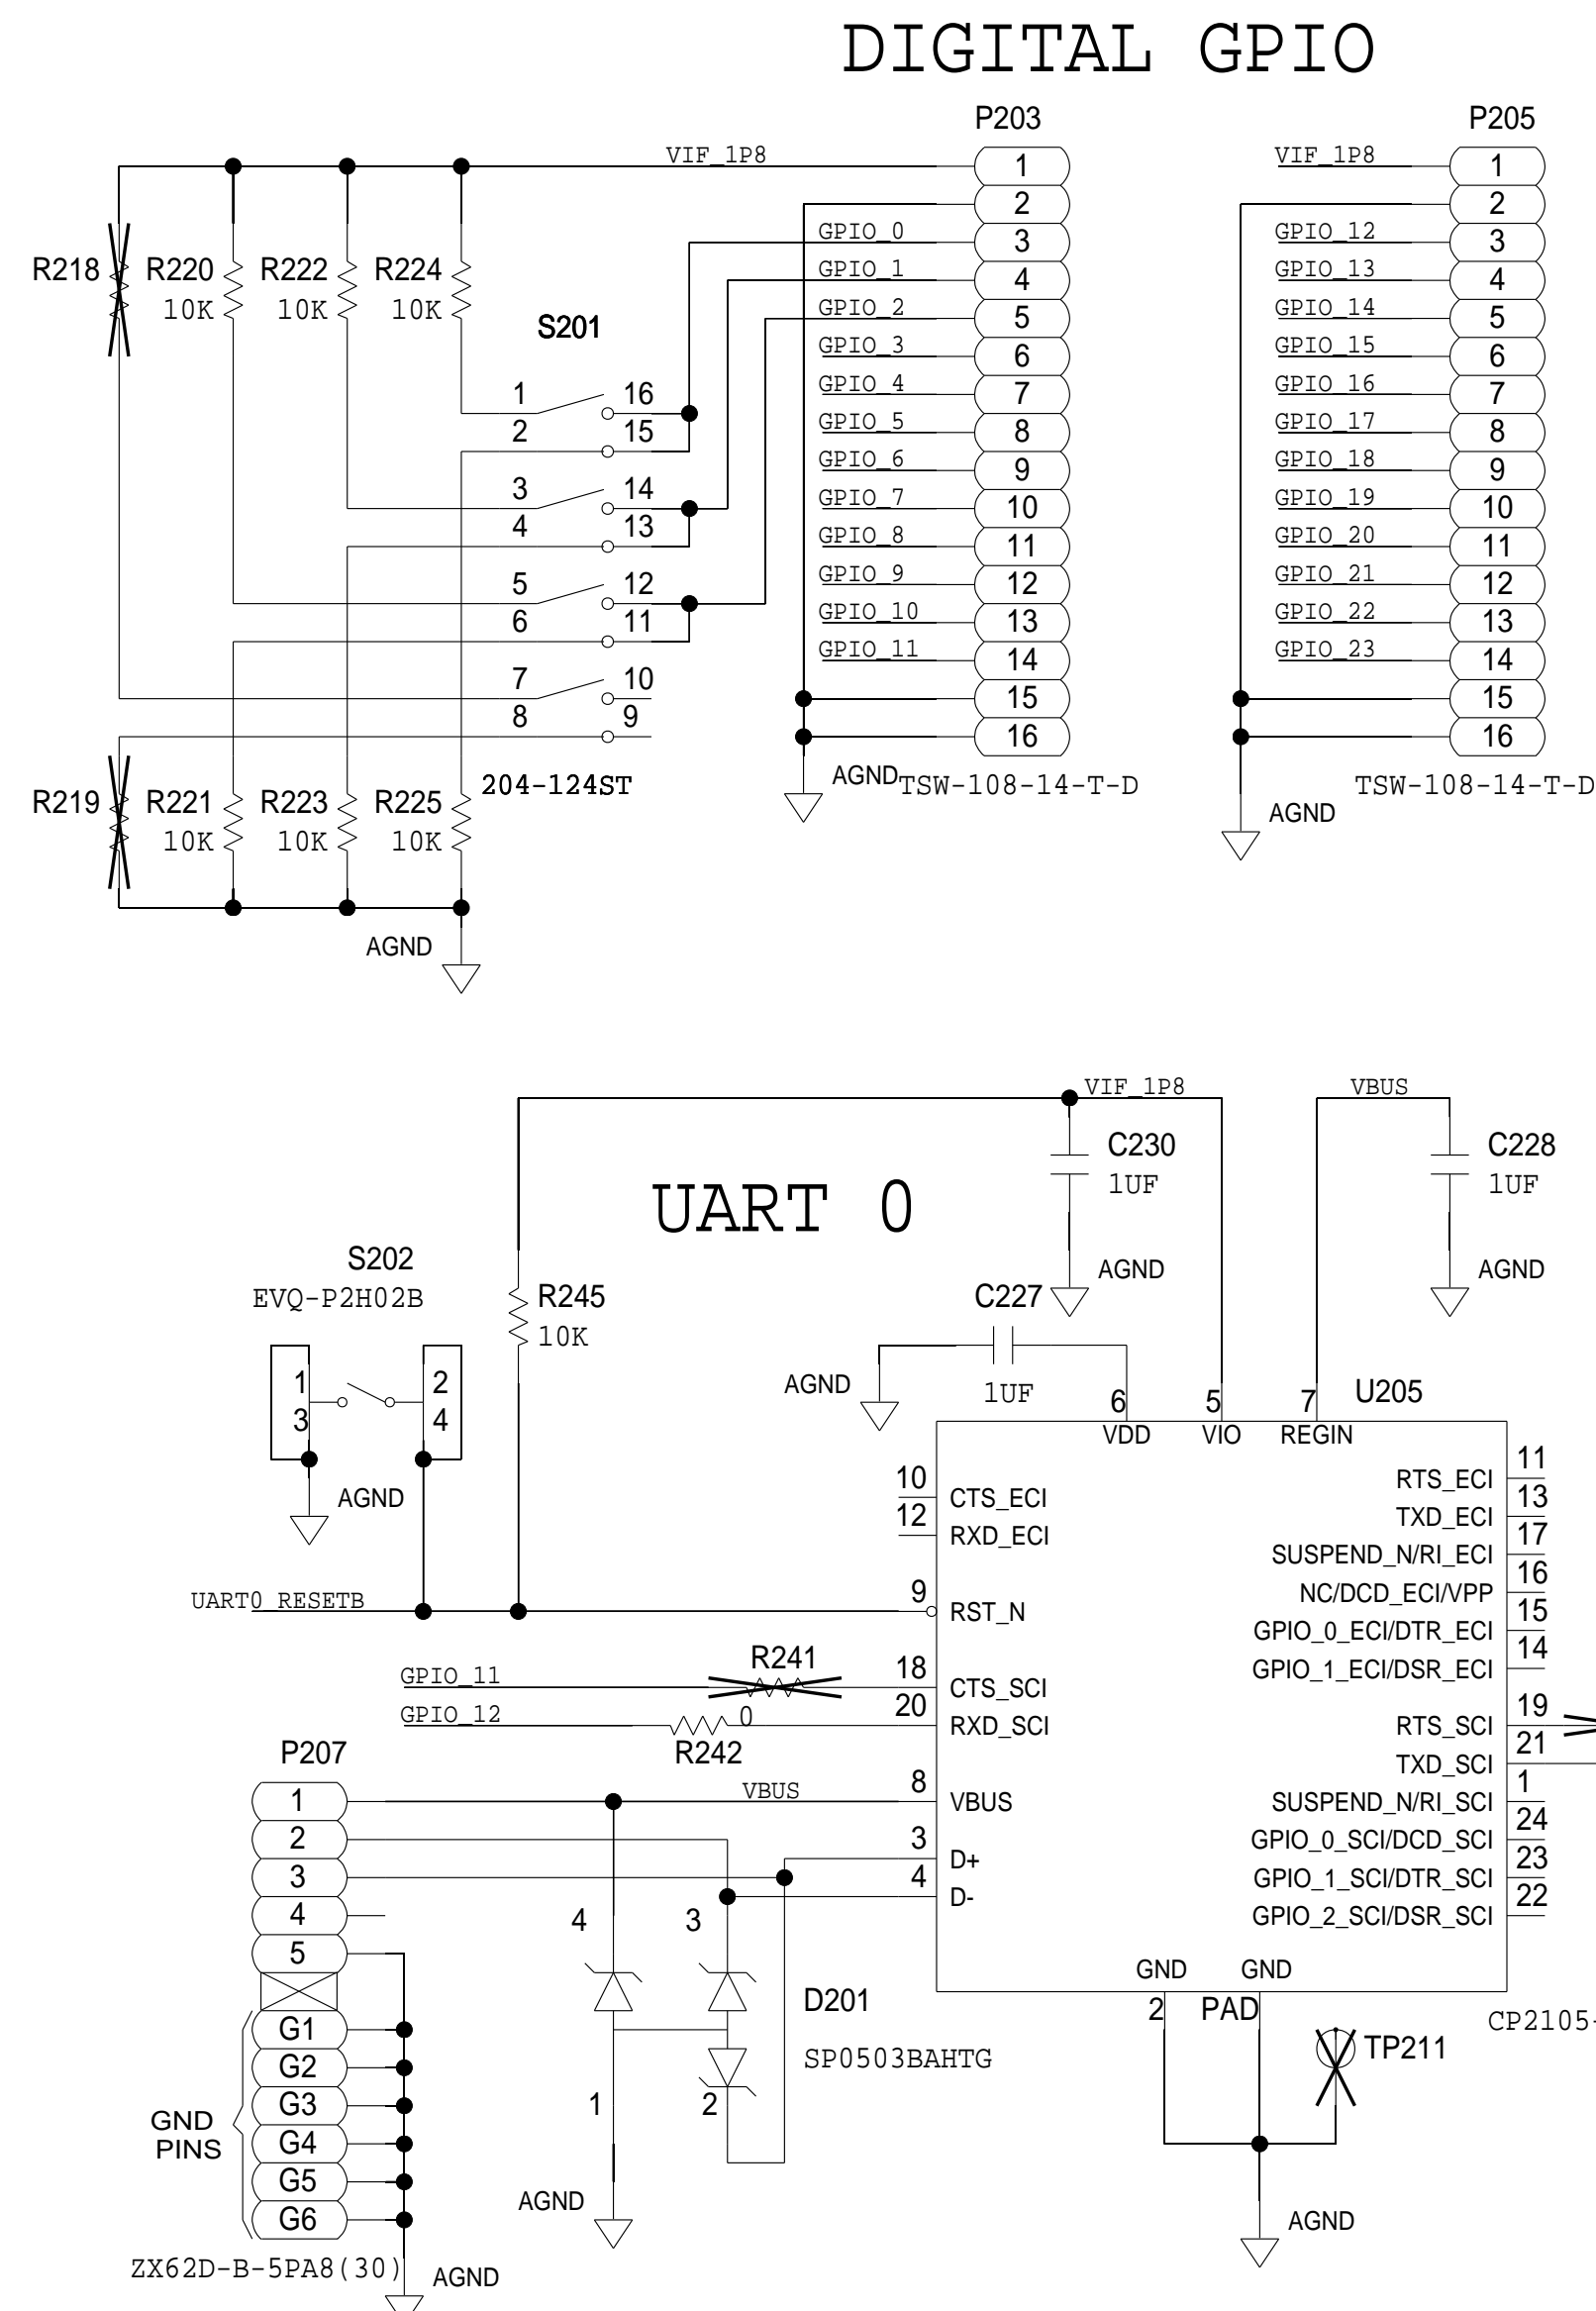 DIGITAL GPIO
P203
P205
VIF_1P8
1
2
GPIO_0
3
GPIO_1
4
GPIO_2
5
GPIO_3
6
GPIO_4
7
GPIO_5
8
GPIO_6
9
GPIO_7
10
GPIO_8
11
GPIO_9
12
GPIO_10
13
GPIO_11
14
15
16
AGND
TSW-108-14-T-D
VIF_1P8
1
2
GPIO_12
3
GPIO_13
4
GPIO_14
5
GPIO_15
6
GPIO_16
7
GPIO_17
8
GPIO_18
9
GPIO_19
10
GPIO_20
11
GPIO_21
12
GPIO_22
13
GPIO_23
14
15
16
AGND
TSW-108-14-T-D
R218
R220
10K
R222
10K
R224
10K
S201
1
16
2
15
3
14
4
13
5
12
6
11
7
10
8
9
204-124ST
R219
R221
10K
R223
10K
R225
10K
AGND
UART 0
VIF_1P8
VBUS
C230
1UF
AGND
C228
1UF
AGND
S202
EVQ-P2H02B
1
2
3
4
AGND
R245
10K
C227
1UF
AGND
U205
6
5
7
VDD
VIO
REGIN
10
CTS_ECI
12
RXD_ECI
9
RST_N
18
CTS_SCI
20
RXD_SCI
8
VBUS
3
D+
4
D-
RTS_ECI
11
TXD_ECI
13
SUSPEND_N/RI_ECI
17
NC/DCD_ECI/VPP
16
GPIO_0_ECI/DTR_ECI
15
GPIO_1_ECI/DSR_ECI
14
RTS_SCI
19
TXD_SCI
21
SUSPEND_N/RI_SCI
1
GPIO_0_SCI/DCD_SCI
24
GPIO_1_SCI/DTR_SCI
23
GPIO_2_SCI/DSR_SCI
22
GND
GND
2
PAD
CP2105-
TP211
AGND
UART0_RESETB
GPIO_11
R241
GPIO_12
0
R242
P207
1
2
3
4
5
G1
G2
G3
G4
G5
G6
GND
PINS
ZX62D-B-5PA8(30)
AGND
VBUS
4
3
1
2
D201
SP0503BAHTG
AGND